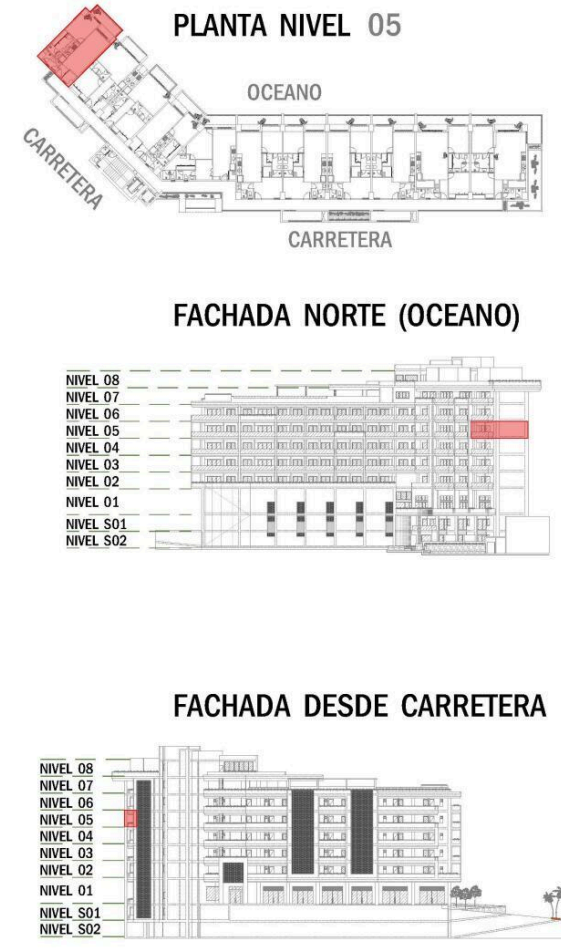 PLANTA NIVEL 05
OCEANO
CARRETERA
CARRETERA
FACHADA NORTE (OCEANO)
NIVEL 08
NIVEL 07
NIVEL 06
NIVEL 05
NIVEL 04
NIVEL 03
NIVEL 02
NIVEL 01
NIVEL S01
NIVEL S02
FACHADA DESDE CARRETERA
NIVEL 08
NIVEL 07
NIVEL 06
NIVEL 05
NIVEL 04
NIVEL 03
NIVEL 02
NIVEL 01
NIVEL S01
NIVEL S02